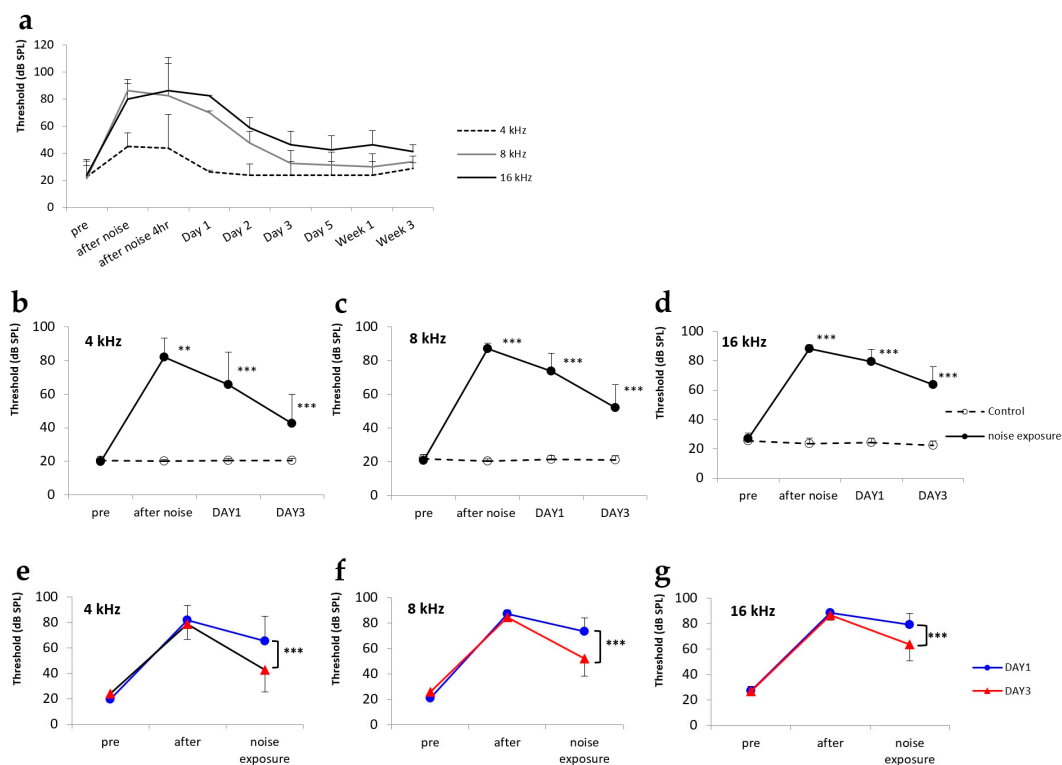 a
Threshold (dB SPL)
120
100
80
60
40
20
0
pre
after noise
after noise 4hr
Day 1
Day 2
Day 3
Day 5
Week 1
Week 3
4 kHz
8 kHz
16 kHz
b
4 kHz
Threshold (dB SPL)
100
80
60
40
20
0
**
***
***
pre
after noise
DAY1
DAY3
c
8 kHz
Threshold (dB SPL)
100
80
60
40
20
0
***
***
***
pre
after noise
DAY1
DAY3
d
16 kHz
Threshold (dB SPL)
100
80
60
40
20
0
***
***
***
pre
after noise
DAY1
DAY3
Control
noise exposure
e
4 kHz
Threshold (dB SPL)
100
80
60
40
20
0
***
pre
after
noise
exposure
f
8 kHz
Threshold (dB SPL)
100
80
60
40
20
0
***
pre
after
noise
exposure
g
16 kHz
Threshold (dB SPL)
100
80
60
40
20
0
***
pre
after
noise
exposure
DAY1
DAY3